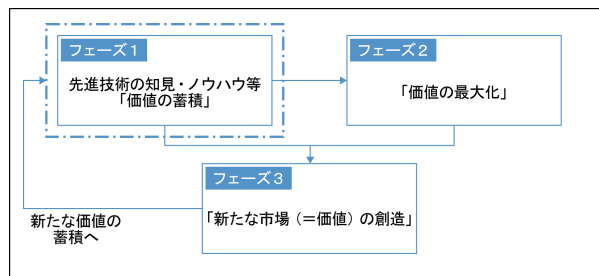 フェーズ1
先進技術の知見・ノウハウ等
「価値の蓄積」
フェーズ2
「価値の最大化」
フェーズ3
「新たな市場(=価値)の創造」
新たな価値の
蓄積へ